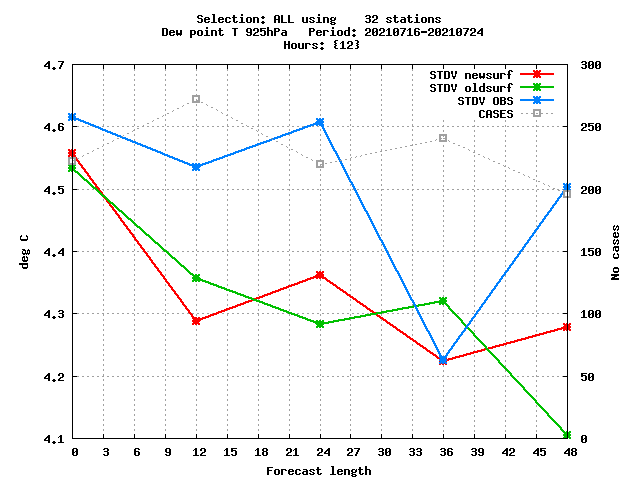 Selection: ALL using    32 stations
Dew point T 925hPa   Period: 20210716-20210724
Hours: {12}
STDV newsurf
STDV oldsurf
STDV OBS
CASES
4.7
4.6
4.5
4.4
4.3
4.2
4.1
deg C
300
250
200
150
100
50
0
No cases
0 3 6 9 12 15 18 21 24 27 30 33 36 39 42 45 48
Forecast length